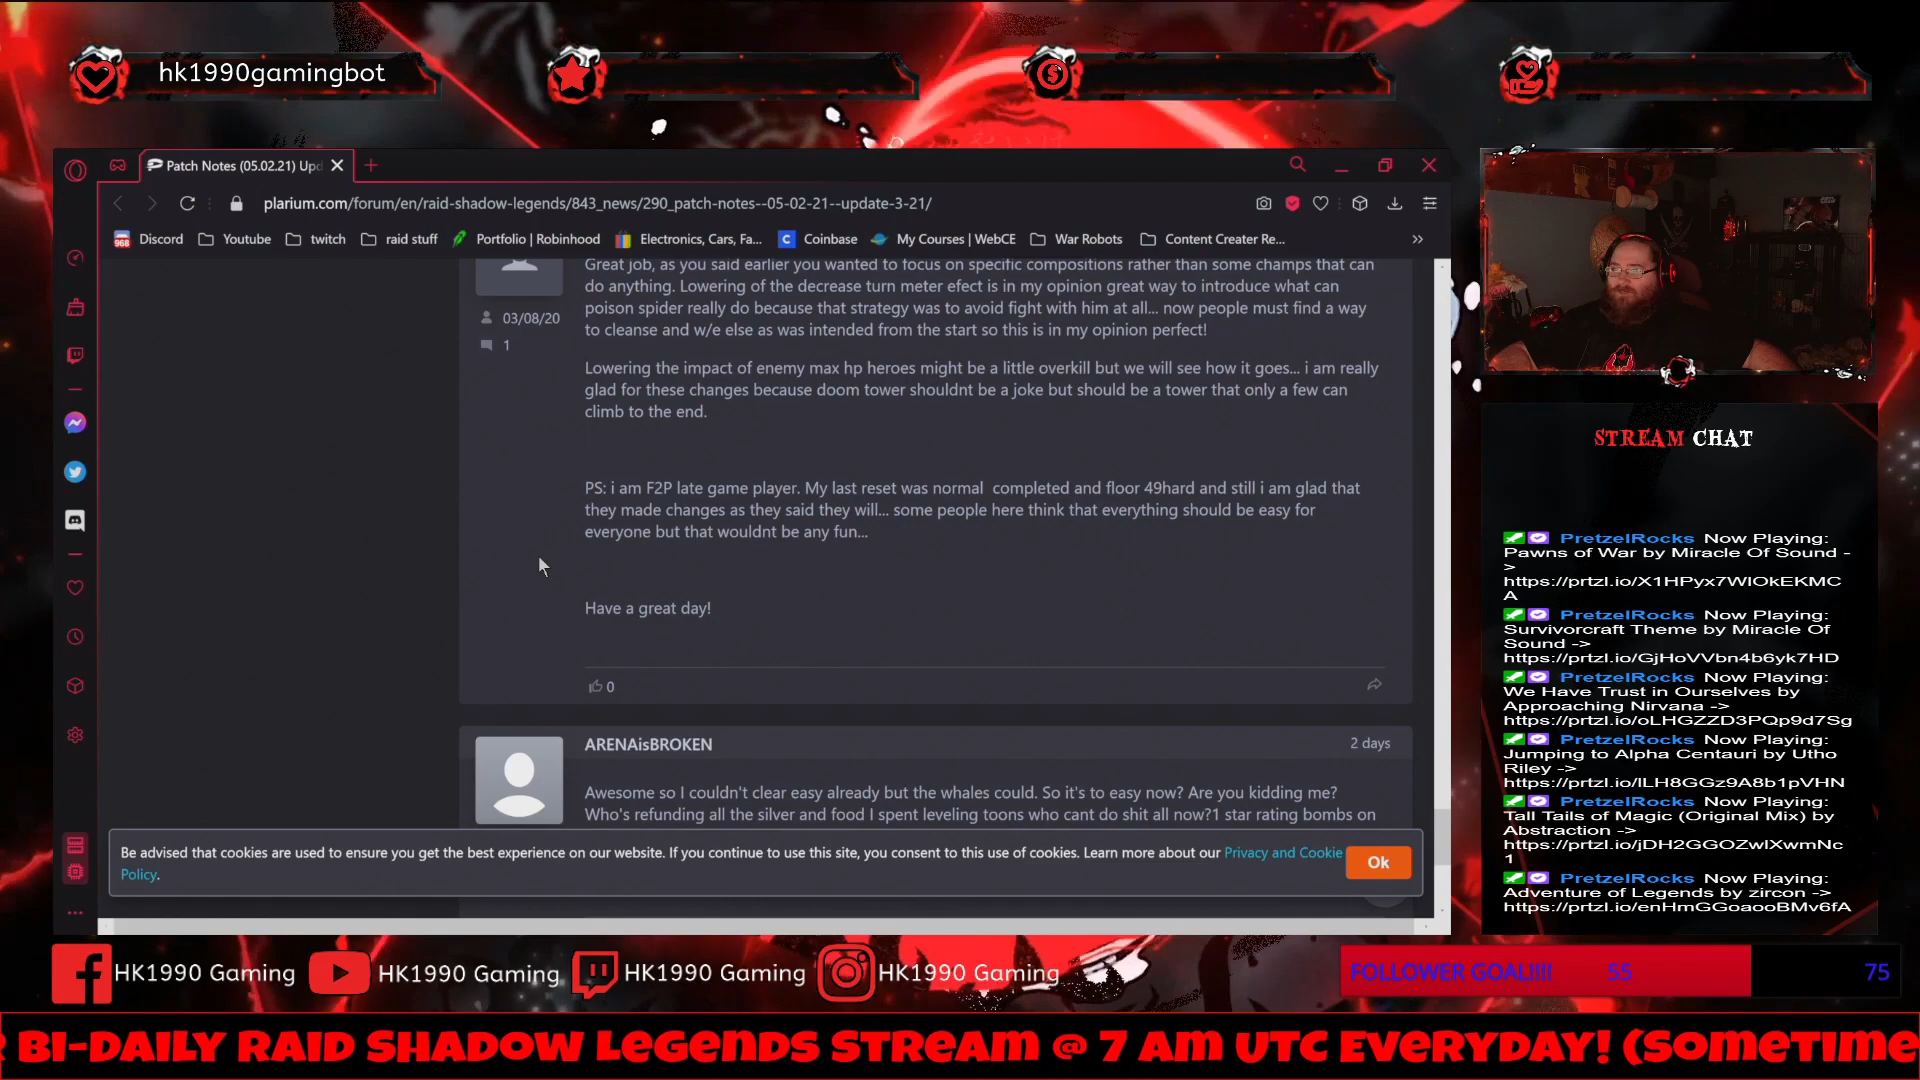 hk1990gamingbot
Patch Notes (05.02.21) Upd
plarium.com/forum/en/raid-shadow-legends/843_news/290_patch-notes--05-02-21--update-3-21/
968 Discord Youtube twitch raid stuff Portfolio | Robinhood Electronics, Cars, Fa... Coinbase My Courses | WebCE War Robots Content Creater Re... »
Great job, as you said earlier you wanted to focus on specific compositions rather than some champs that can
do anything. Lowering of the decrease turn meter efect is in my opinion great way to introduce what can
poison spider really do because that strategy was to avoid fight with him at all... now people must find a way
to cleanse and w/e else as was intended from the start so this is in my opinion perfect!
03/08/20
1
Lowering the impact of enemy max hp heroes might be a little overkill but we will see how it goes... i am really
glad for these changes because doom tower shouldnt be a joke but should be a tower that only a few can
climb to the end.
PS: i am F2P late game player. My last reset was normal completed and floor 49hard and still i am glad that
they made changes as they said they will... some people here think that everything should be easy for
everyone but that wouldnt be any fun...
Have a great day!
0
ARENAisBROKEN 2 days
Awesome so I couldn't clear easy already but the whales could. So it's to easy now? Are you kidding me?
Who's refunding all the silver and food I spent leveling toons who cant do shit all now?1 star rating bombs on
Be advised that cookies are used to ensure you get the best experience on our website. If you continue to use this site, you consent to this use of cookies. Learn more about our Privacy and Cookie
Policy.
Ok
STREAM CHAT
PretzelRocks Now Playing:
Pawns of War by Miracle Of Sound -
>
https://prtzl.io/X1HPyx7WIOkEKMC
A
PretzelRocks Now Playing:
Survivorcraft Theme by Miracle Of
Sound ->
https://prtzl.io/GjHoVVbn4b6yk7HD
PretzelRocks Now Playing:
We Have Trust in Ourselves by
Approaching Nirvana ->
https://prtzl.io/oLHGZZD3PQp9d7Sg
PretzelRocks Now Playing:
Jumping to Alpha Centauri by Utho
Riley ->
https://prtzl.io/ILH8GGz9A8b1pVHN
PretzelRocks Now Playing:
Tall Tails of Magic (Original Mix) by
Abstraction ->
https://prtzl.io/jDH2GGOZwIXwmNc
1
PretzelRocks Now Playing:
Adventure of Legends by zircon ->
https://prtzl.io/enHmGGoaooBMv6fA
HK1990 Gaming HK1990 Gaming HK1990 Gaming HK1990 Gaming
FOLLOWER GOAL!!!! 55 75
Bi-Daily Raid Shadow Legends Stream @ 7 am UTC Everyday! (Sometime